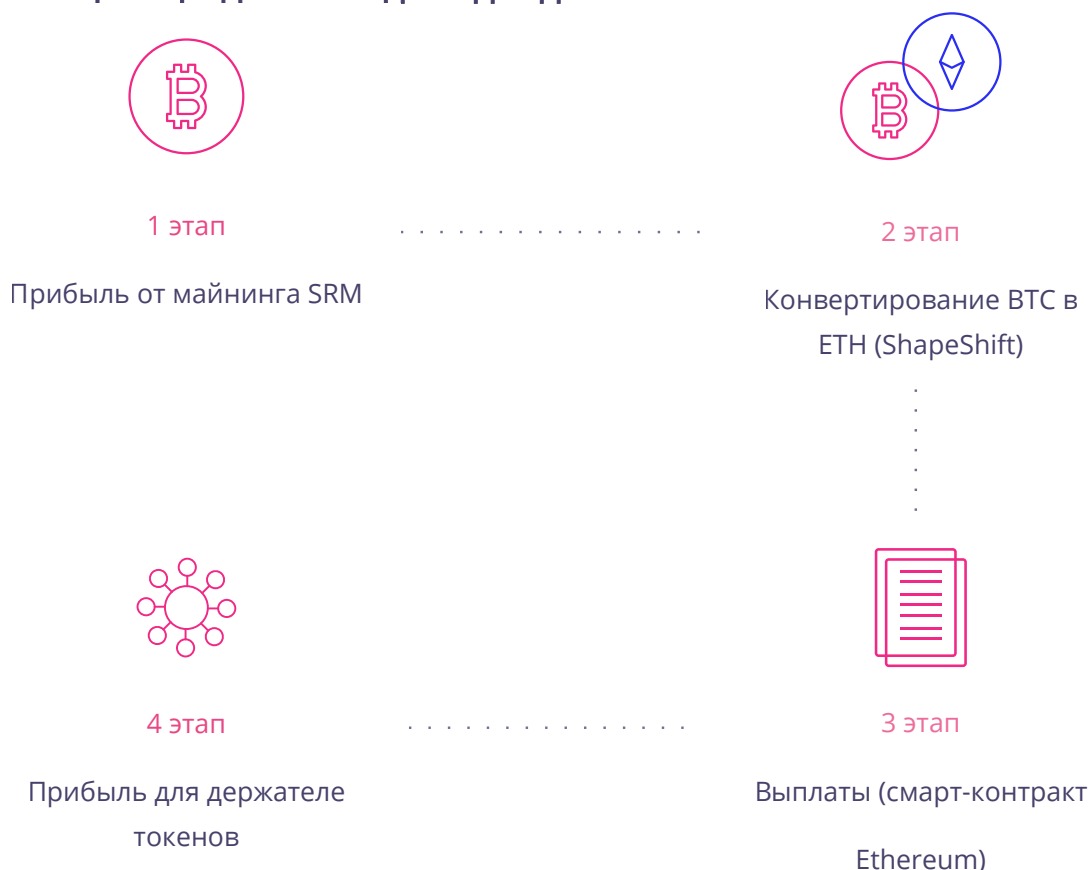 1 этап
Прибыль от майнинга SRM
2 этап
Конвертирование BTC в
ETH (ShapeShift)
3 этап
Выплаты (смарт-контракт
Ethereum)
4 этап
Прибыль для держателе
токенов